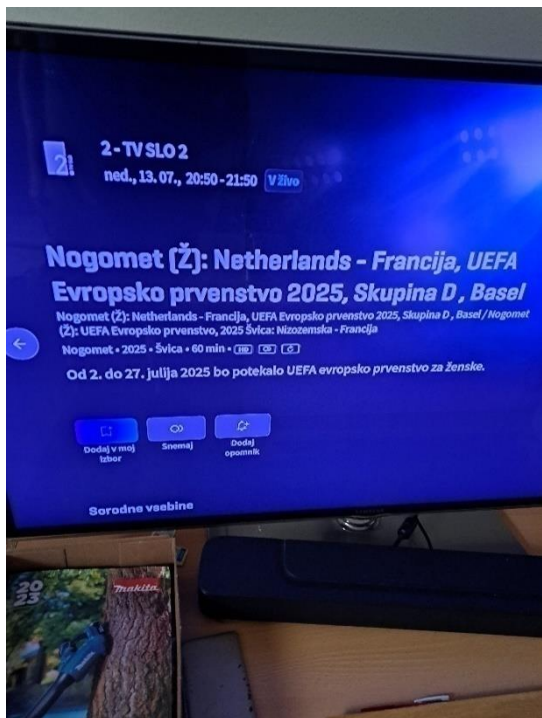 2
2 - TV SLO 2
ned., 13. 07., 20:50 - 21:50 V živo
Nogomet (Ž): Netherlands - Francija, UEFA
Evropsko prvenstvo 2025, Skupina D , Basel
Nogomet (Ž): Netherlands - Francija, UEFA Evropsko prvenstvo 2025, Skupina D , Basel / Nogomet
(Ž): UEFA Evropsko prvenstvo, 2025 Švica: Nizozemska - Francija
Nogomet • 2025 • Švica • 60 min • HD
Od 2. do 27. julija 2025 bo potekalo UEFA evropsko prvenstvo za ženske.
Dodaj v moj
izbor
Snemaj
Dodaj
opomnik
Sorodne vsebine
2023
makita